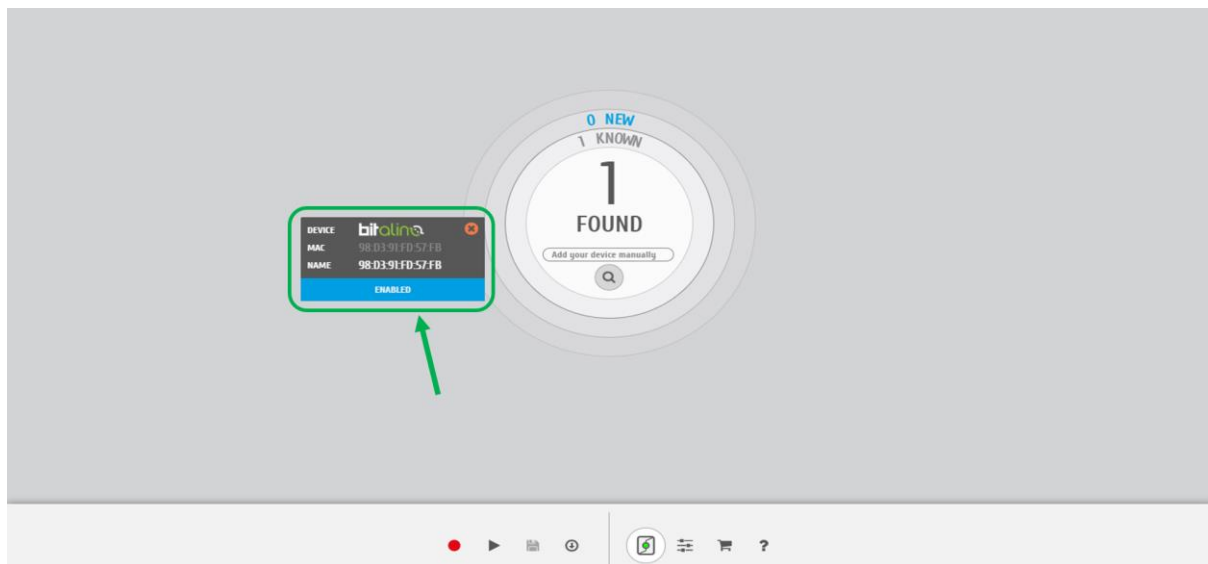 0 NEW
1 KNOWN
1
FOUND
Add your device manually
DEVICE bitalino
MAC 98:D3:91:FD:57:FB
NAME 98:D3:91:FD:57:FB
ENABLED
?